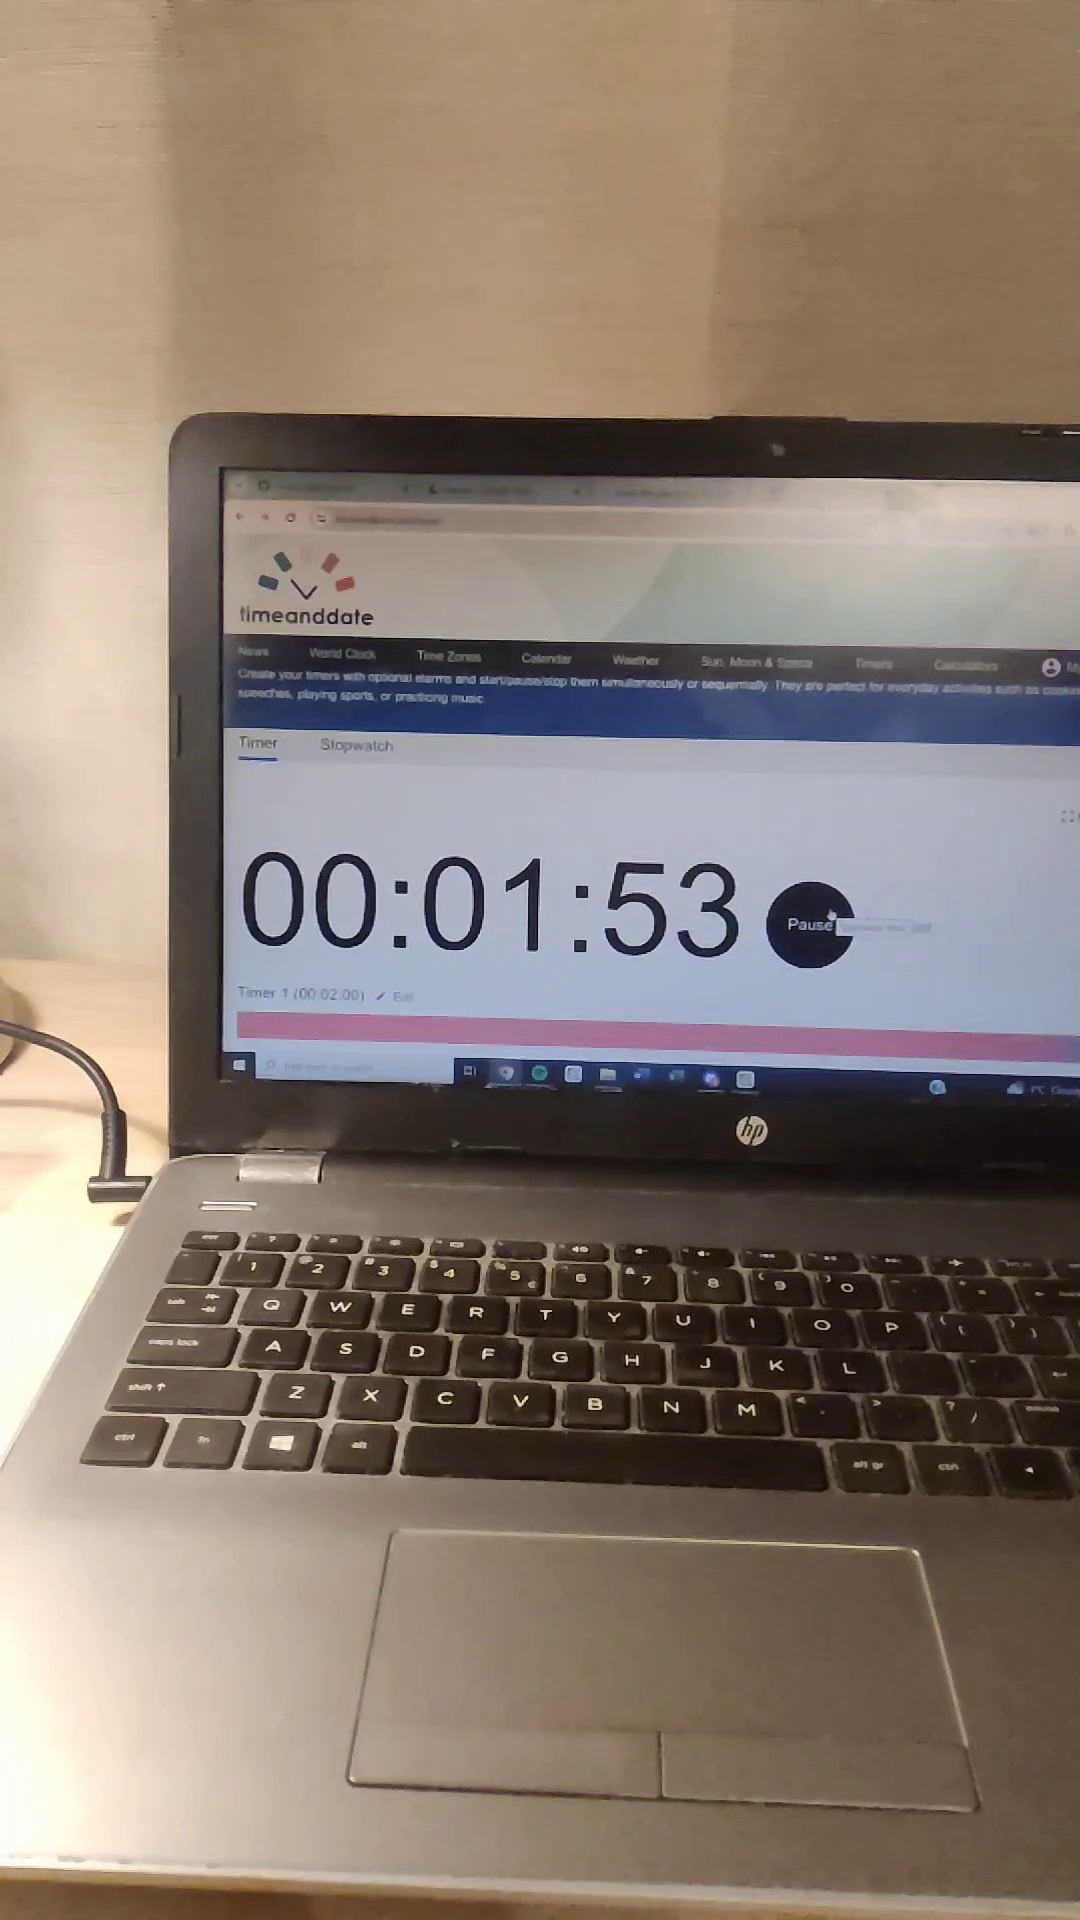 timeanddate
News World Clock Time Zones Calendar Weather Sun, Moon & Space Timers Calculators My
Create your timers with optional alarms and start/pause/stop them simultaneously or sequentially. They are perfect for everyday activities such as
speeches, playing sports, or practicing music.
Timer Stopwatch
00:01:53 Pause
Timer 1 (00:02:00) Edit
1°C
hp
1 2 3 4 5 € 6 7 8 9 0
tab Q W E R T Y U I O P
caps lock A S D F G H J K L
shift Z X C V B N M
ctrl fn alt alt gr ctrl